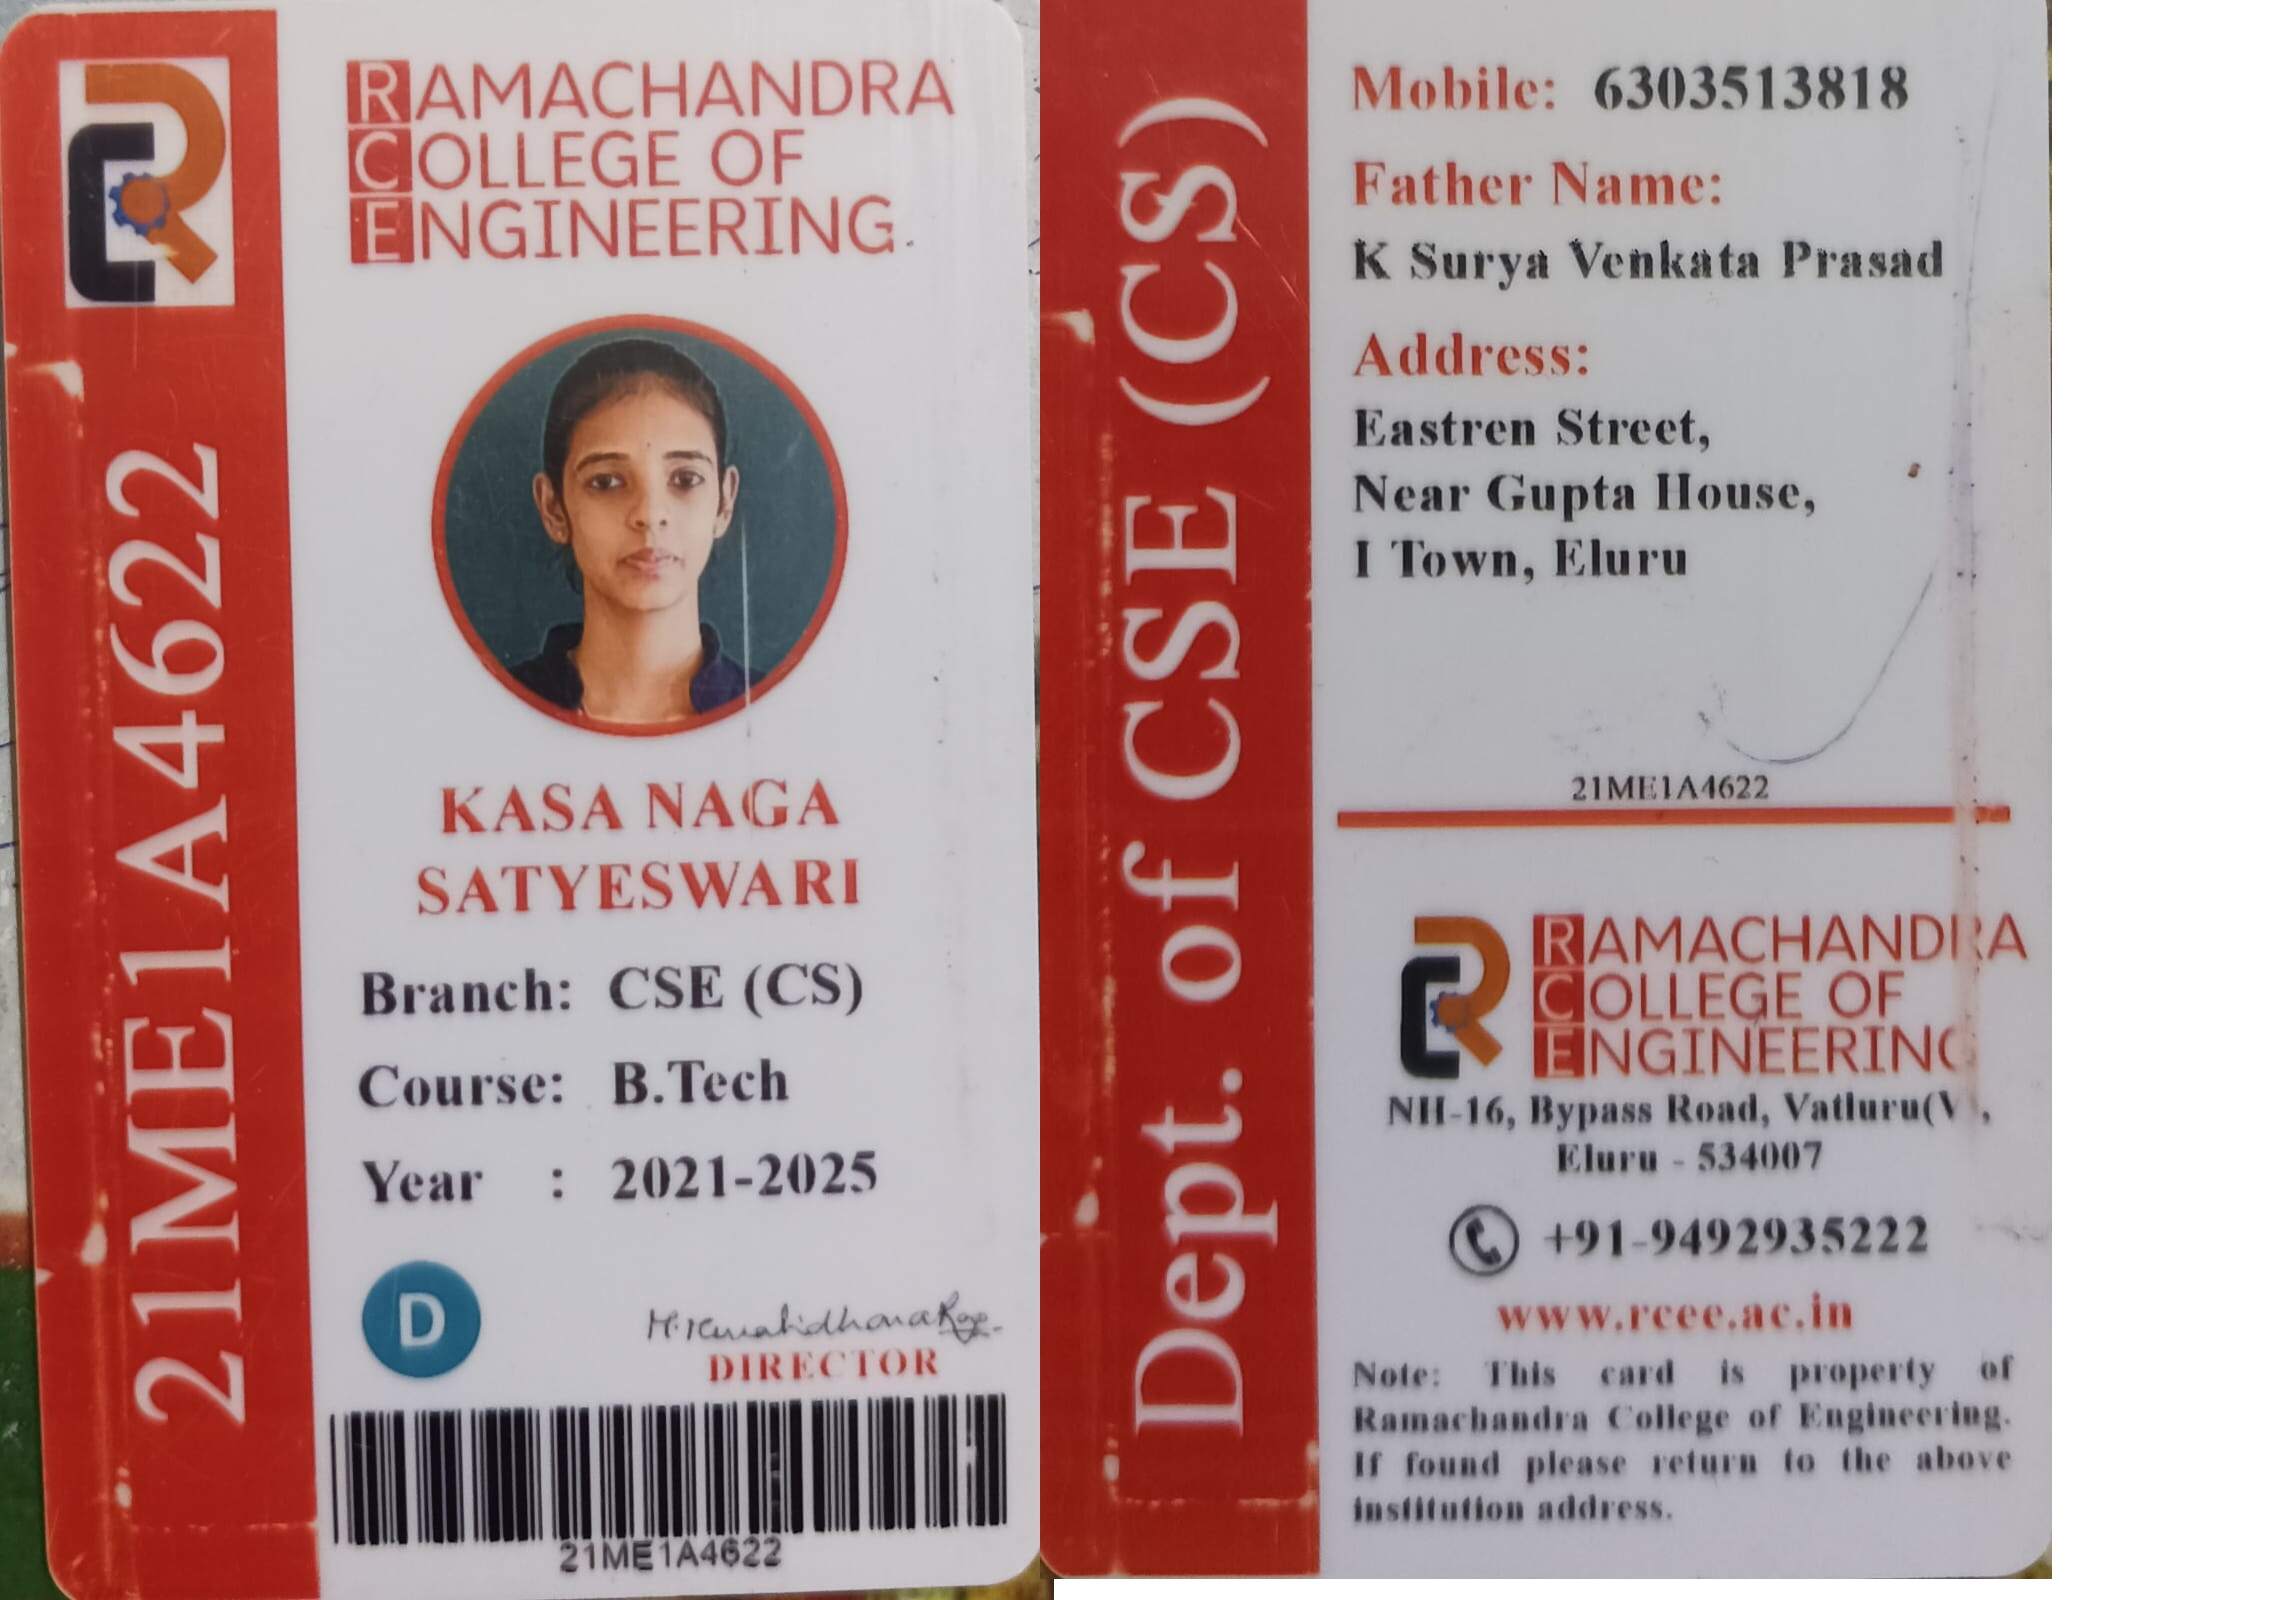 RAMACHANDRA
COLLEGE OF
ENGINEERING.
21ME1A4622
KASA NAGA
SATYESWARI
Branch: CSE (CS)
Course: B.Tech
Year : 2021-2025
D
DIRECTOR
21ME1A4622
Dept. of CSE (CS)
Mobile: 6303513818
Father Name:
K Surya Venkata Prasad
Address:
Eastren Street,
Near Gupta House,
I Town, Eluru
21ME1A4622
RAMACHANDRA
COLLEGE OF
ENGINEERING
NH-16, Bypass Road, Vatluru(V),
Eluru - 534007
+91-9492935222
www.rcee.ac.in
Note: This card is property of
Ramachandra College of Engineering.
If found please return to the above
institution address.